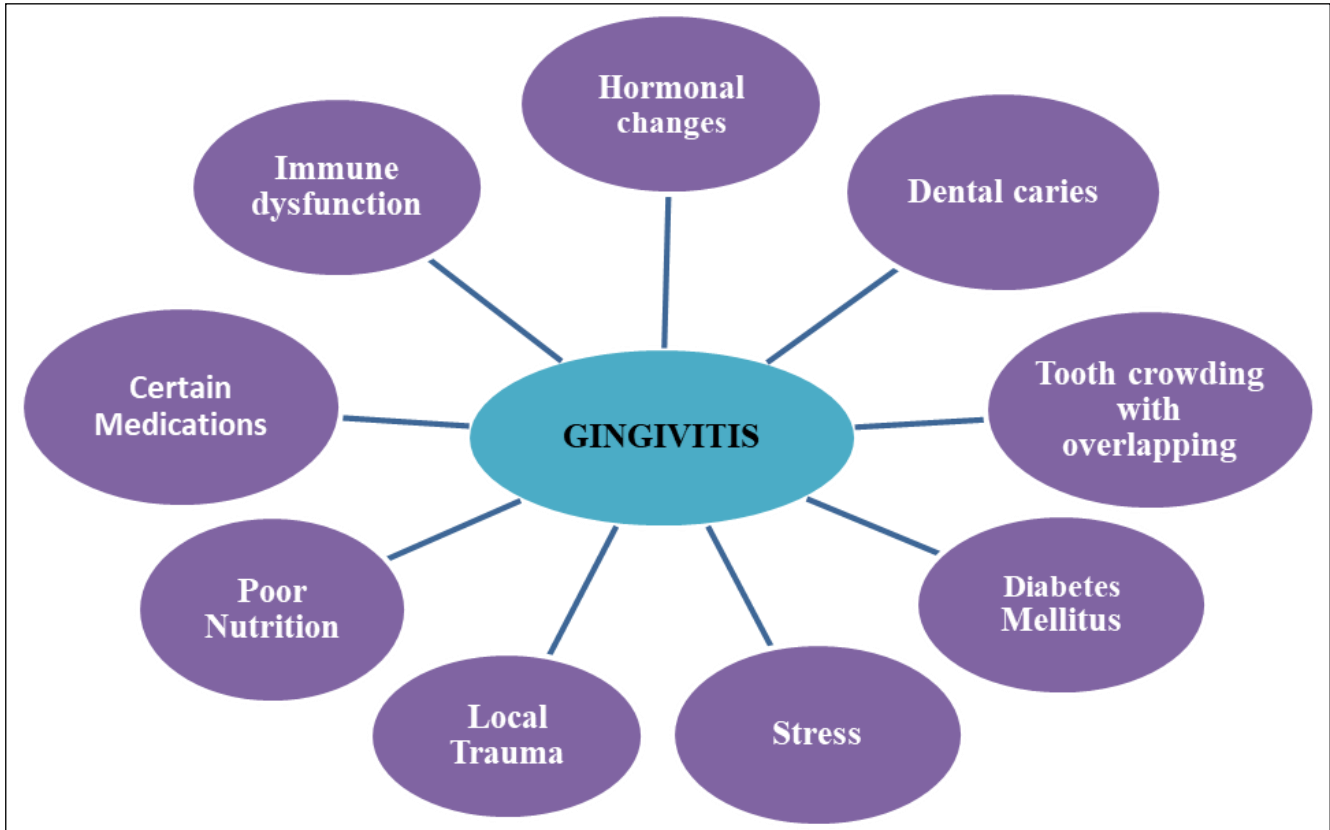 Hormonal
changes
Immune
dysfunction
Dental caries
Certain
Medications
Tooth crowding
with
overlapping
GINGIVITIS
Poor
Nutrition
Diabetes
Mellitus
Local
Trauma
Stress